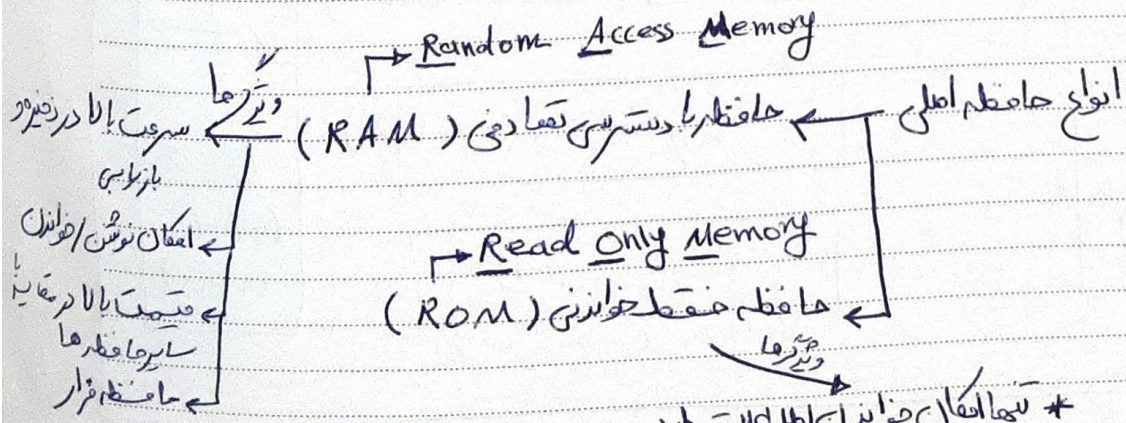 Random Access Memory
انواع حافظه اصلی
حافظه با دسترسی تصادفی (RAM)
ویژگی‌ها
سرعت بالا در ذخیره و
بازیابی
امکان نوشتن/خواندن
قیمت بالا در مقایسه با
سایر حافظه‌ها
حافظه فرار
Read Only Memory
حافظه فقط خواندنی (ROM)
ویژگی‌ها
* تنها امکان خواندن اطلاعات